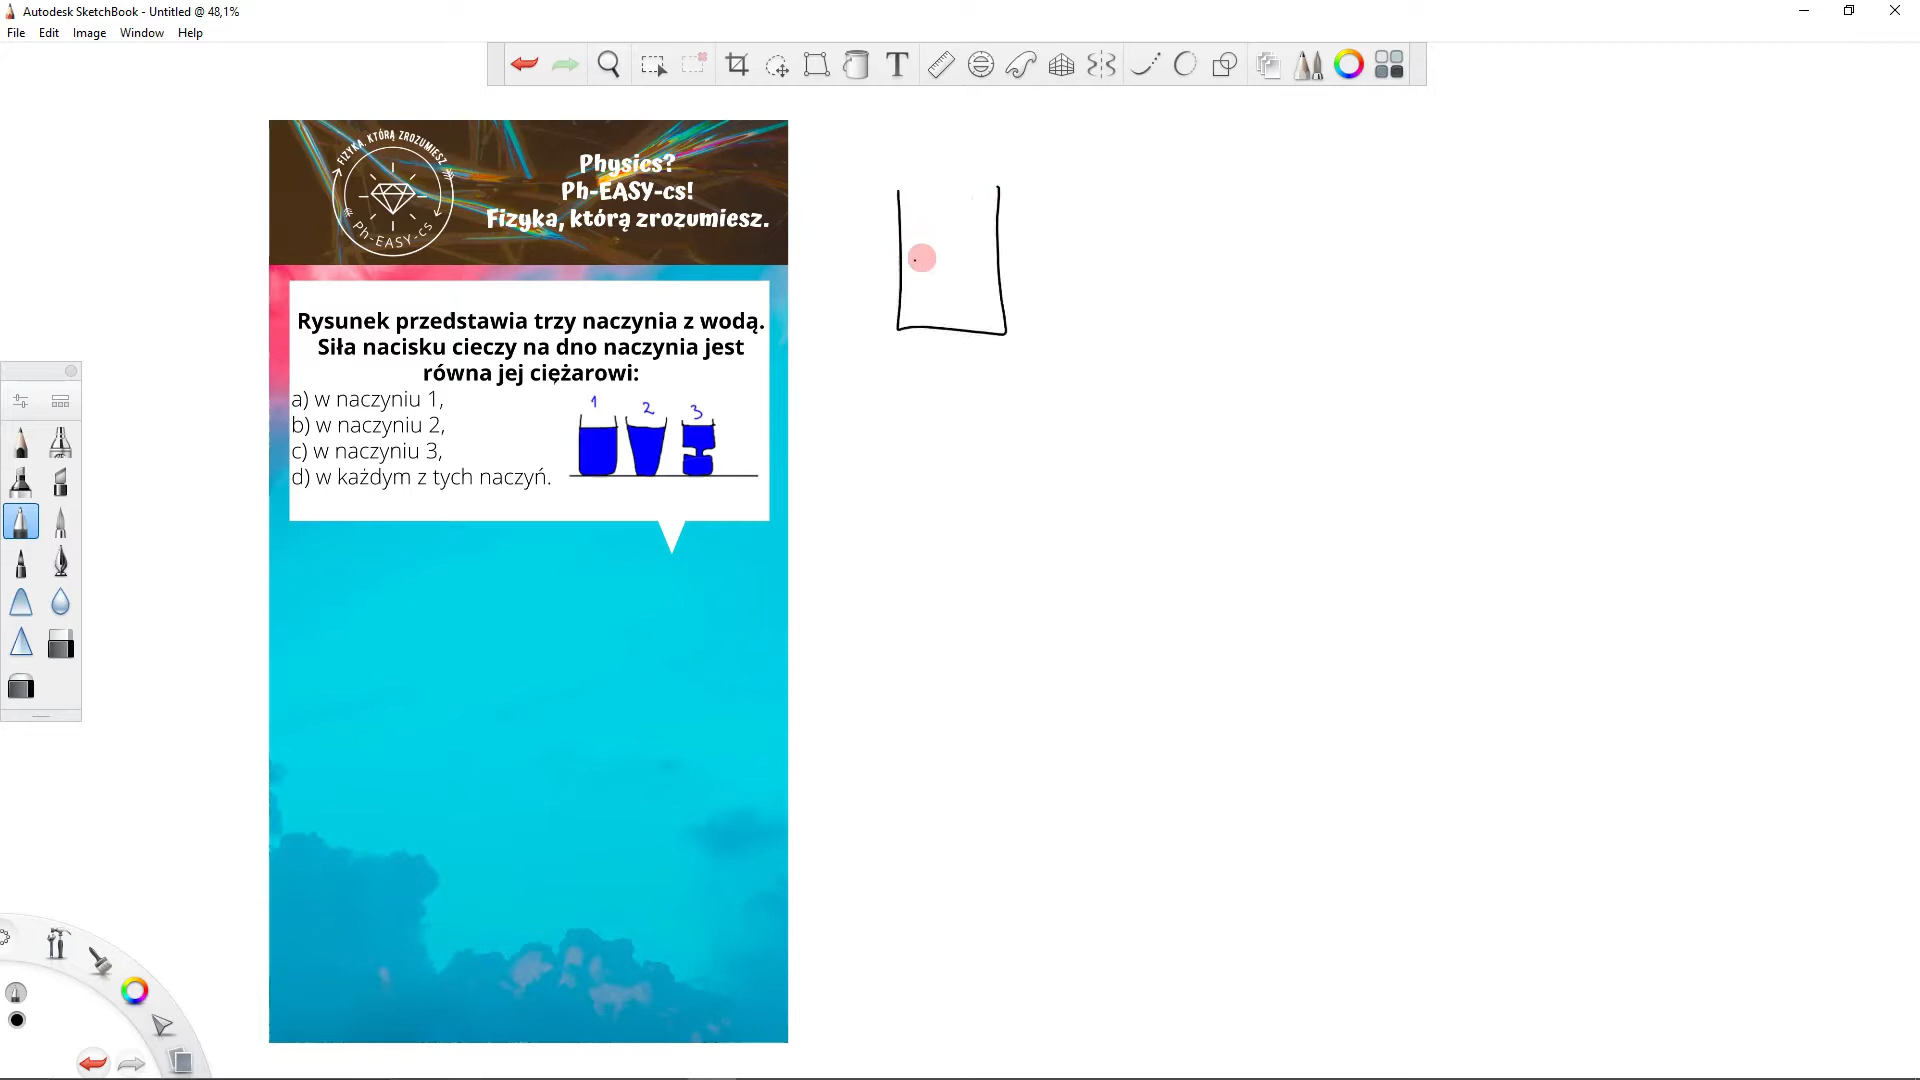 Autodesk SketchBook - Untitled @ 48,1%
File Edit Image Window Help
T
FIZYKA, KTÓRĄ ZROZUMIESZ
Ph-EASY-cs
Physics?
Ph-EASY-cs!
Fizyka, którą zrozumiesz.
Rysunek przedstawia trzy naczynia z wodą.
Siła nacisku cieczy na dno naczynia jest
równa jej ciężarowi:
a) w naczyniu 1,
b) w naczyniu 2,
c) w naczyniu 3,
d) w każdym z tych naczyń.
1 2 3